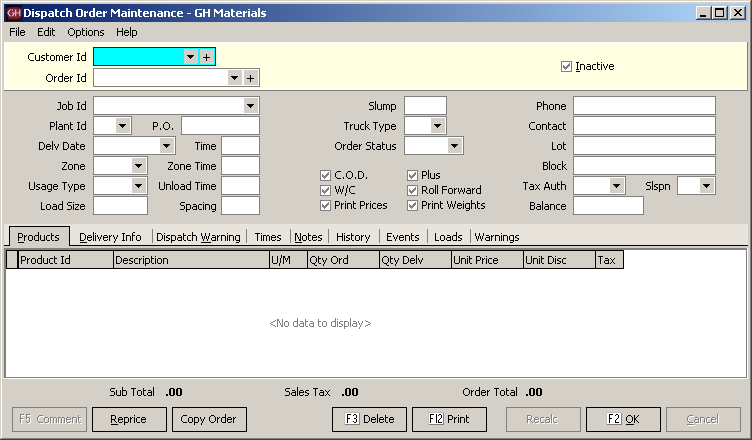 GH Dispatch Order Maintenance - GH Materials
File Edit Options Help
Customer Id +
Inactive
Order Id +
Job Id Slump Phone
Plant Id P.O. Truck Type Contact
Delv Date Time Order Status Lot
Zone Zone Time Block
C.O.D. Plus
Usage Type Unload Time W/C Roll Forward Tax Auth Slspn
Load Size Spacing Print Prices Print Weights Balance
Products Delivery Info Dispatch Warning Times Notes History Events Loads Warnings
Product Id Description U/M Qty Ord Qty Delv Unit Price Unit Disc Tax
<No data to display>
Sub Total .00 Sales Tax .00 Order Total .00
F5 Comment Reprice Copy Order F3 Delete F12 Print Recalc F2 OK Cancel